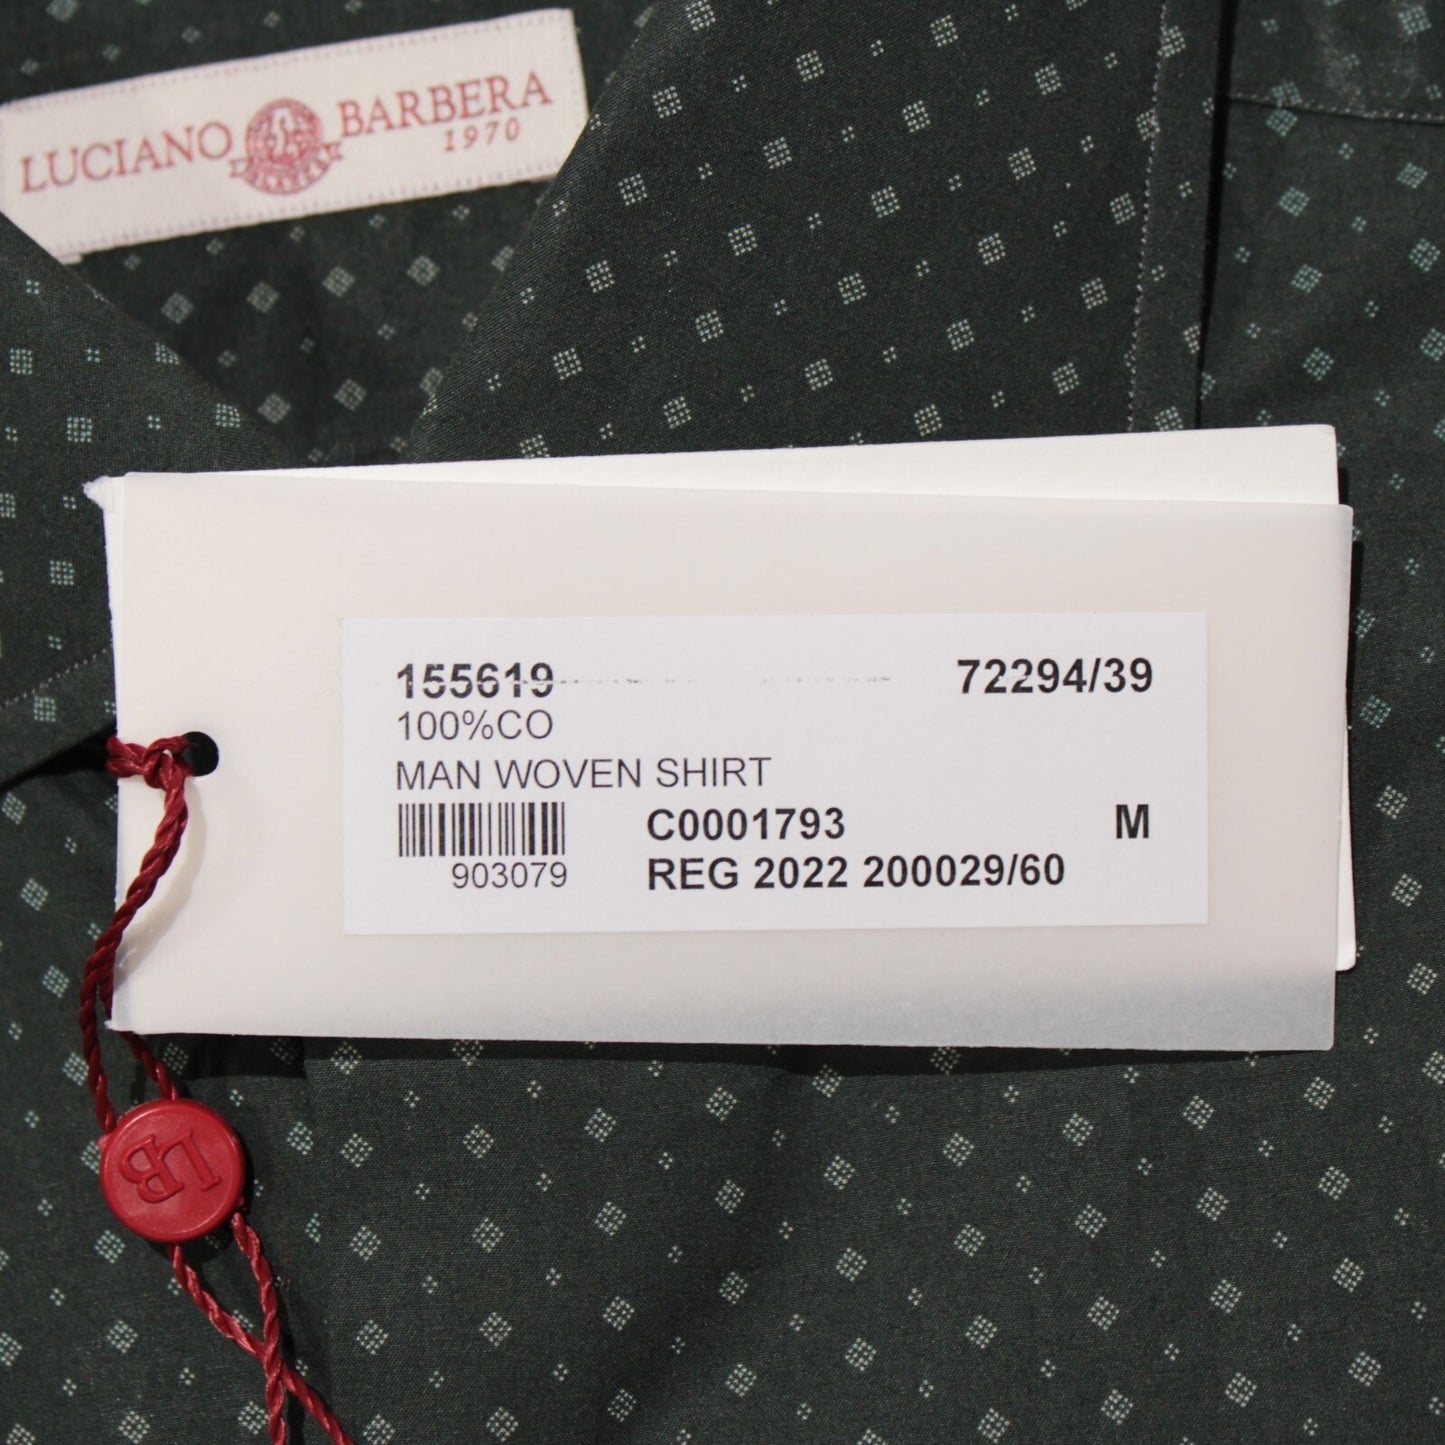 LUCIANO BARBERA
1970
155619 72294/39
100%CO
MAN WOVEN SHIRT
C0001793 M
903079 REG 2022 200029/60
LB